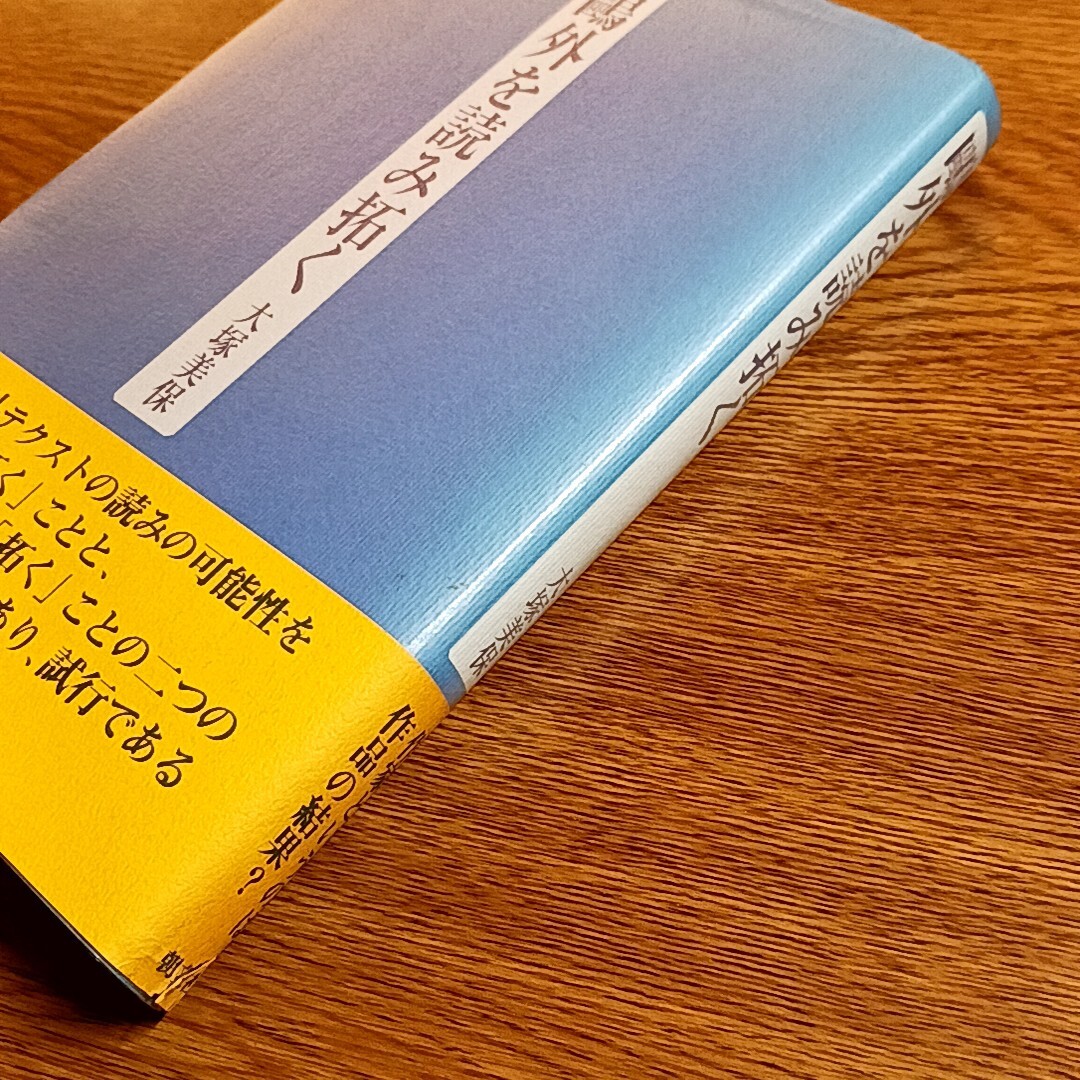 鷗外を読み拓く
大塚美保
テクストの読みの可能性を
く」ことと、
「拓く」ことの二つの
あり、試行である
鷗外を読み拓く
大塚美保
作品の結果?